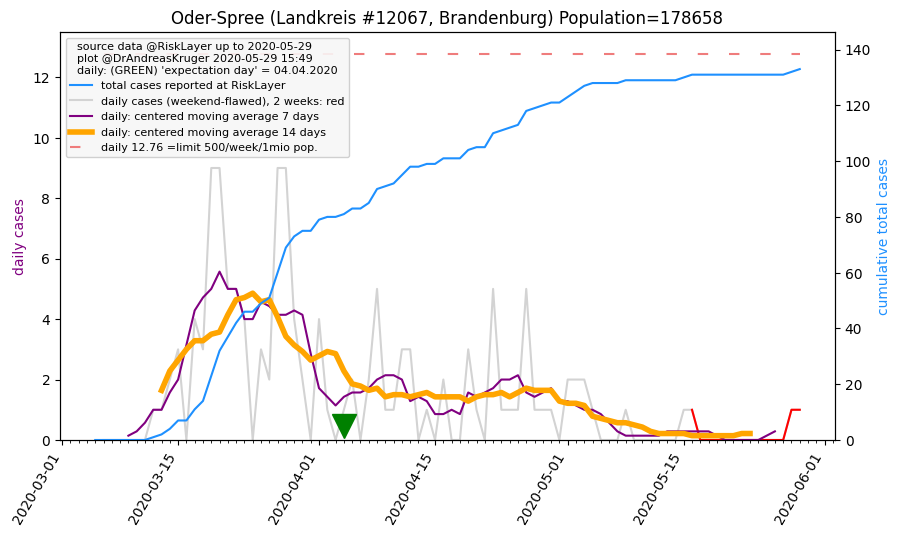 Oder-Spree (Landkreis #12067, Brandenburg) Population=178658
source data @RiskLayer up to 2020-05-29
plot @DrAndreasKruger 2020-05-29 15:49
daily: (GREEN) 'expectation day' = 04.04.2020
total cases reported at RiskLayer
daily cases (weekend-flawed), 2 weeks: red
daily: centered moving average 7 days
daily: centered moving average 14 days
daily 12.76 =limit 500/week/1mio pop.
daily cases
12
10
8
6
4
2
0
140
120
100
80
60
40
20
0
cumulative total cases
2020-03-01
2020-03-15
2020-04-01
2020-04-15
2020-05-01
2020-05-15
2020-06-01